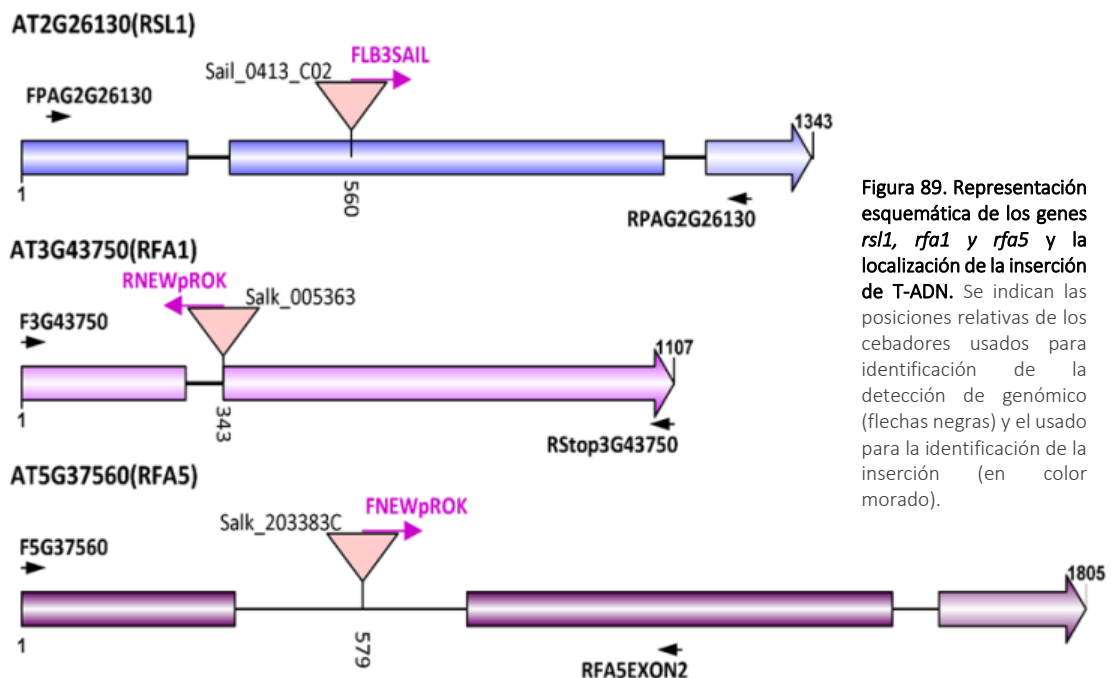 AT2G26130(RSL1)
FLB3SAIL
Sail_0413_C02
FPAG2G26130
1343
1
560
RPAG2G26130
AT3G43750(RFA1)
RNEWpROK
Salk_005363
F3G43750
1107
1
343
RStop3G43750
AT5G37560(RFA5)
FNEWpROK
Salk_203383C
F5G37560
1805
1
579
RFA5EXON2
Figura 89. Representación
esquemática de los genes
rsl1, rfa1 y rfa5 y la
localización de la inserción
de T-ADN. Se indican las
posiciones relativas de los
cebadores usados para
identificación de la
detección de genómico
(flechas negras) y el usado
para la identificación de la
inserción (en color
morado).